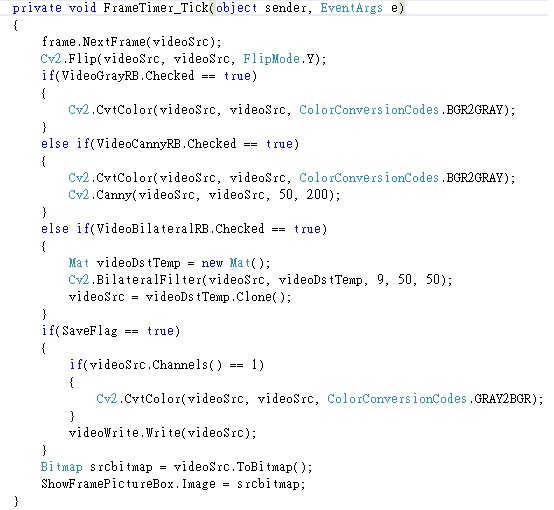 private void FrameTimer_Tick(object sender, EventArgs e)
{
    frame.NextFrame(videoSrc);
    Cv2.Flip(videoSrc, videoSrc, FlipMode.Y);
    if(VideoGrayRB.Checked == true)
    {
        Cv2.CvtColor(videoSrc, videoSrc, ColorConversionCodes.BGR2GRAY);
    }
    else if(VideoCannyRB.Checked == true)
    {
        Cv2.CvtColor(videoSrc, videoSrc, ColorConversionCodes.BGR2GRAY);
        Cv2.Canny(videoSrc, videoSrc, 50, 200);
    }
    else if(VideoBilateralRB.Checked == true)
    {
        Mat videoDstTemp = new Mat();
        Cv2.BilateralFilter(videoSrc, videoDstTemp, 9, 50, 50);
        videoSrc = videoDstTemp.Clone();
    }
    if(SaveFlag == true)
    {
        if(videoSrc.Channels() == 1)
        {
            Cv2.CvtColor(videoSrc, videoSrc, ColorConversionCodes.GRAY2BGR);
        }
        videoWrite.Write(videoSrc);
    }
    Bitmap srcbitmap = videoSrc.ToBitmap();
    ShowFramePictureBox.Image = srcbitmap;
}